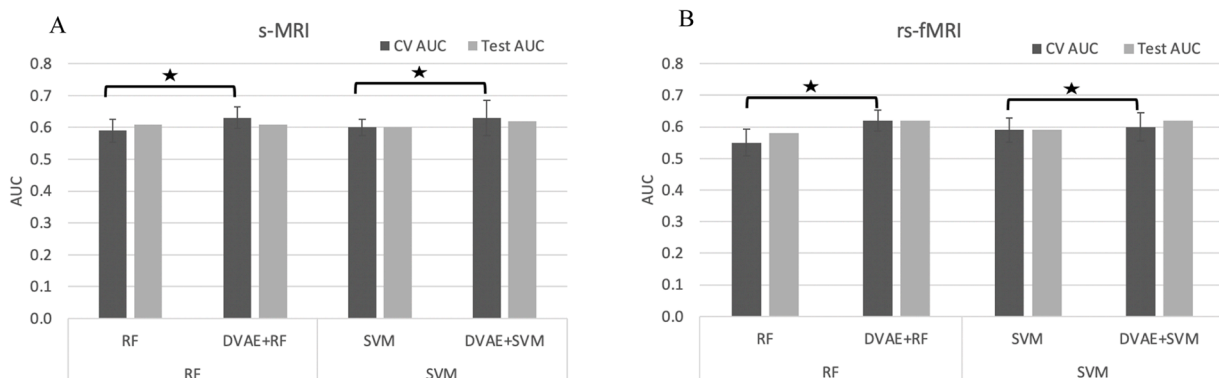 A
s-MRI
CV AUC Test AUC
0.8
0.7
0.6
0.5
0.4
0.3
0.2
0.1
0.0
AUC
RF DVAE+RF SVM DVAE+SVM
RF SVM
B
rs-fMRI
CV AUC Test AUC
0.8
0.7
0.6
0.5
0.4
0.3
0.2
0.1
0.0
AUC
RF DVAE+RF SVM DVAE+SVM
RF SVM